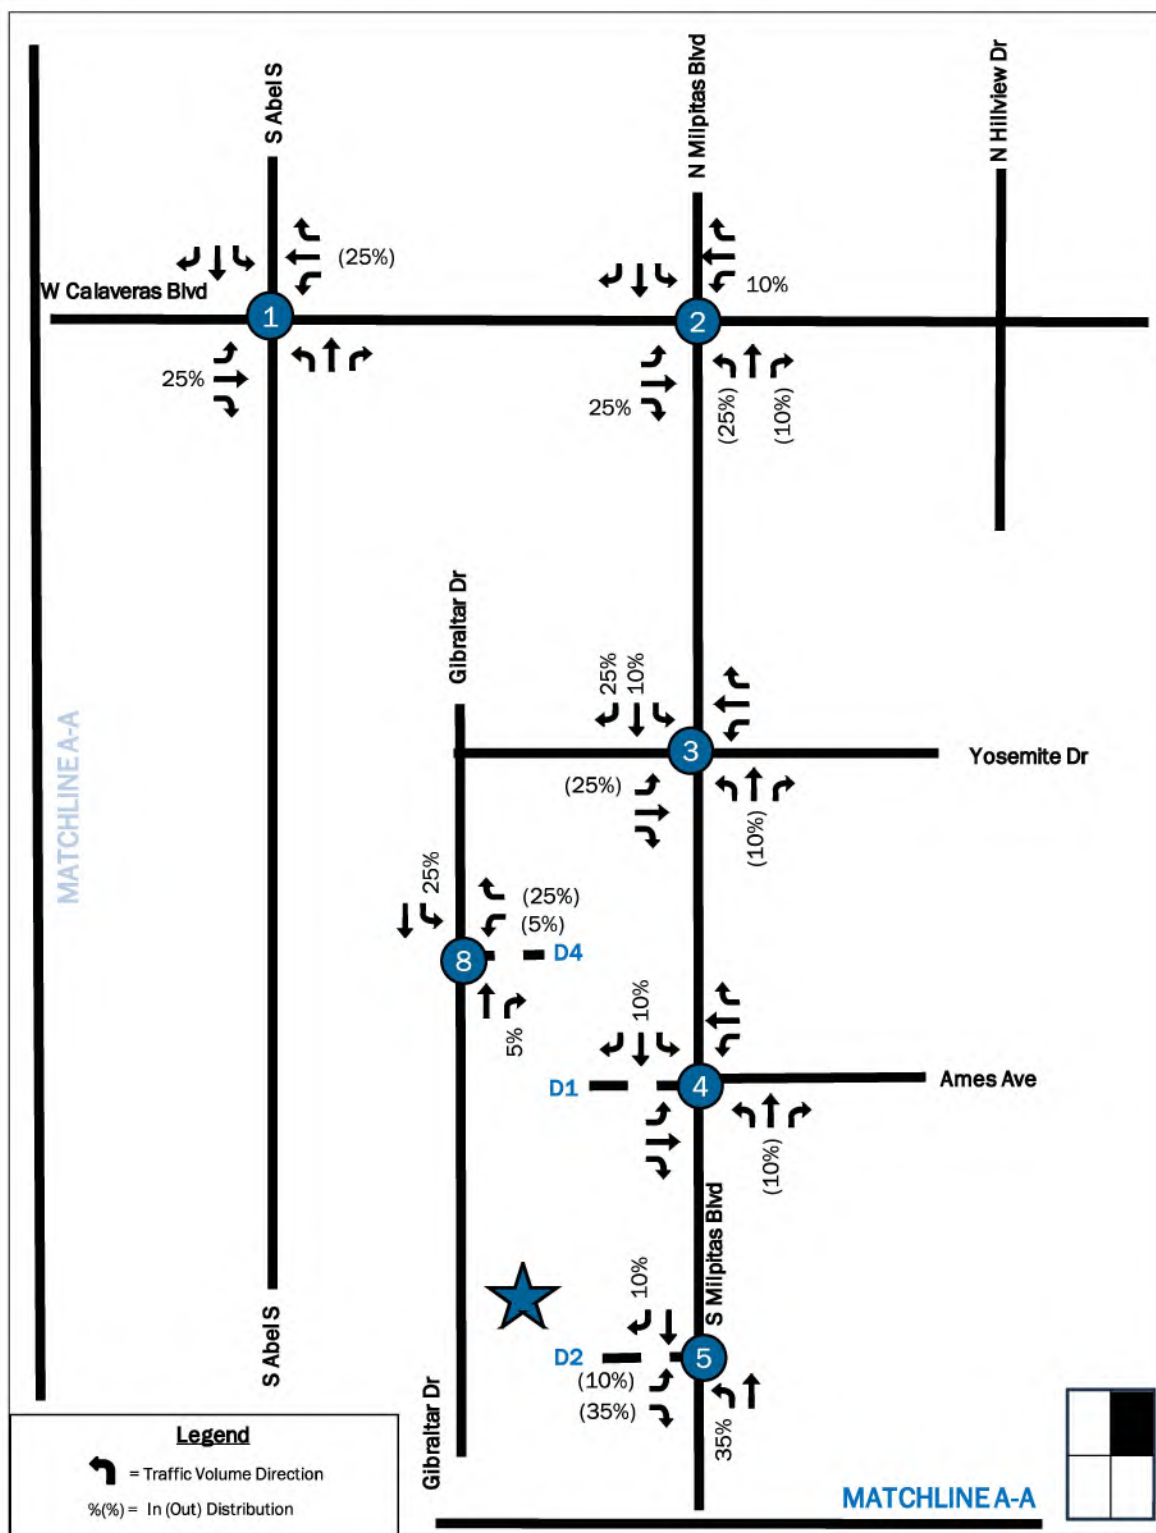 S Abel S
N Milpitas Blvd
N Hillview Dr
(25%)
W Calaveras Blvd
10%
1
2
25%
25%
(25%)
(10%)
MATCHLINE A-A
Gibraltar Dr
25%
10%
3
Yosemite Dr
(25%)
(10%)
25%
(25%)
(5%)
8
D4
5%
10%
D1
4
Ames Ave
(10%)
S Milpitas Blvd
10%
D2
5
(10%)
(35%)
35%
S Abel S
Gibraltar Dr
Legend
= Traffic Volume Direction
%(%) = In (Out) Distribution
MATCHLINE A-A